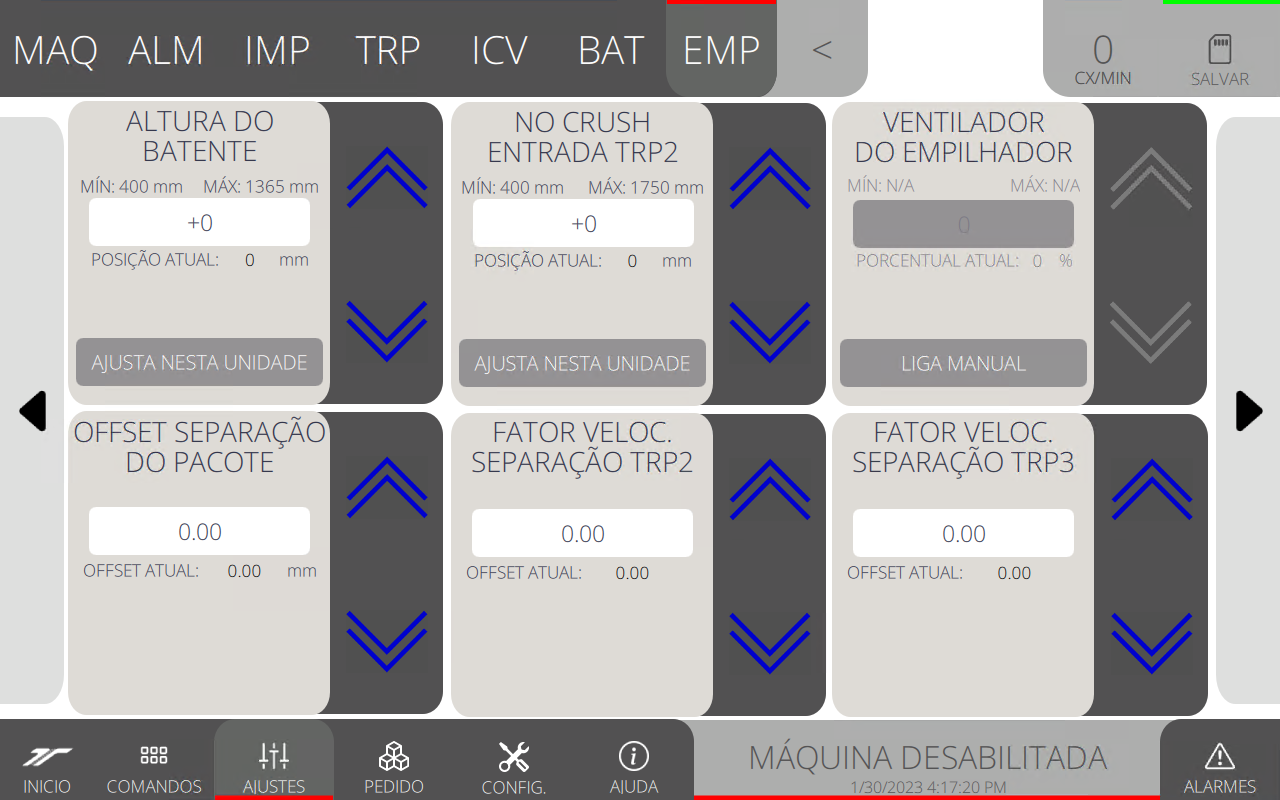 MAQ ALM IMP TRP ICV BAT EMP <
0
CX/MIN
SALVAR
ALTURA DO
BATENTE
MÍN: 400 mm MÁX: 1365 mm
+0
POSIÇÃO ATUAL: 0 mm
AJUSTA NESTA UNIDADE
NO CRUSH
ENTRADA TRP2
MÍN: 400 mm MÁX: 1750 mm
+0
POSIÇÃO ATUAL: 0 mm
AJUSTA NESTA UNIDADE
VENTILADOR
DO EMPILHADOR
MÍN: N/A MÁX: N/A
0
PORCENTUAL ATUAL: 0 %
LIGA MANUAL
OFFSET SEPARAÇÃO
DO PACOTE
0.00
OFFSET ATUAL: 0.00 mm
FATOR VELOC.
SEPARAÇÃO TRP2
0.00
OFFSET ATUAL: 0.00
FATOR VELOC.
SEPARAÇÃO TRP3
0.00
OFFSET ATUAL: 0.00
INICIO COMANDOS AJUSTES PEDIDO CONFIG. AJUDA
MÁQUINA DESABILITADA
1/30/2023 4:17:20 PM
ALARMES